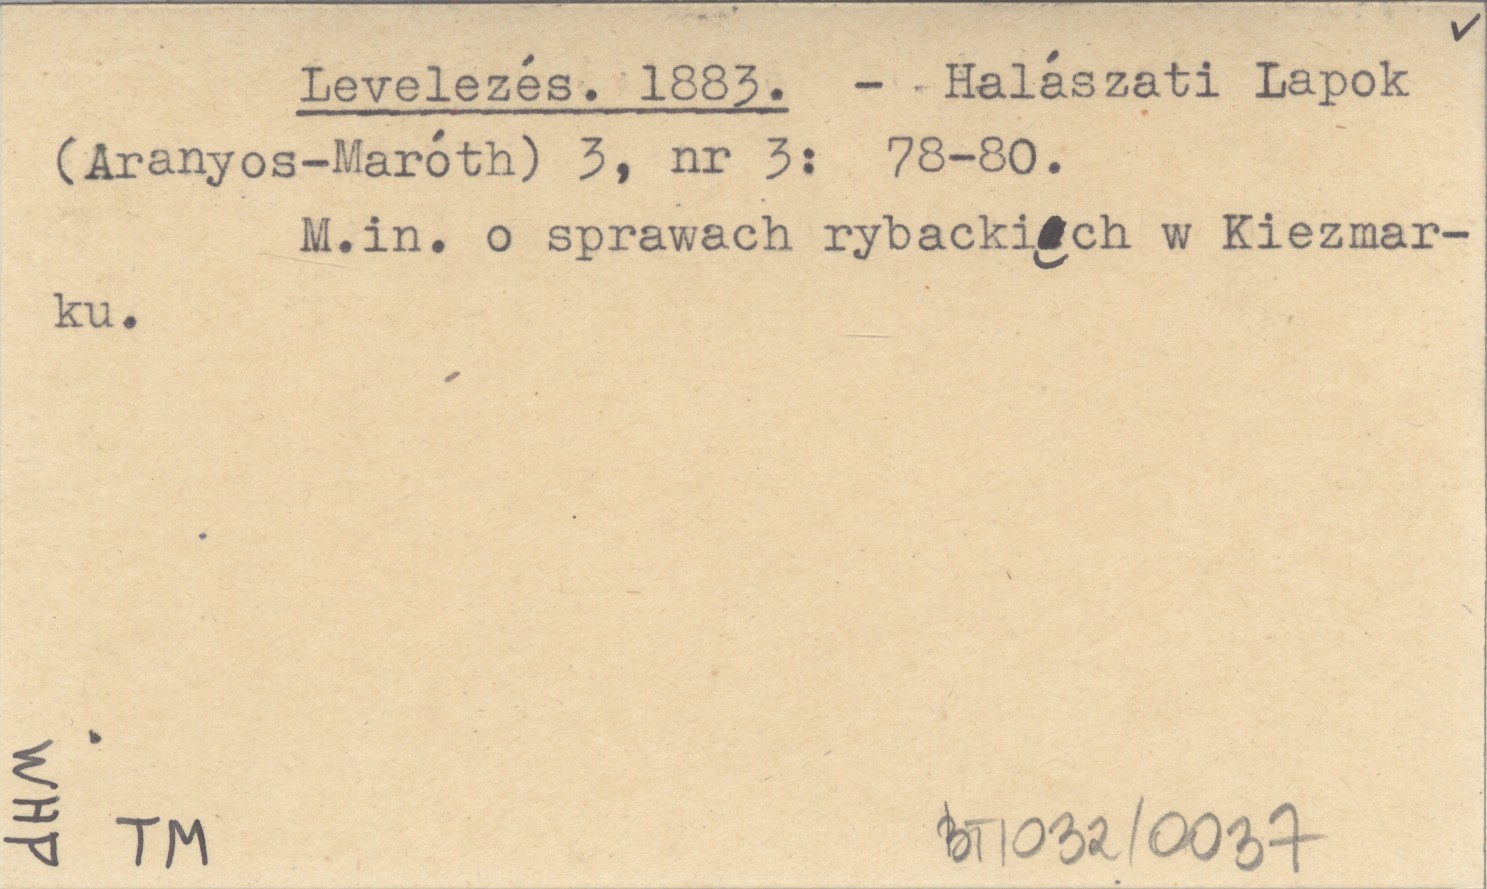 Levelezés. 1883. - Halászati Lapok
(Aranyos-Maróth) 3, nr 3: 78-80.
M.in. o sprawach rybackich w Kiezmar-
ku.
WHP
TM
BT1032/0037